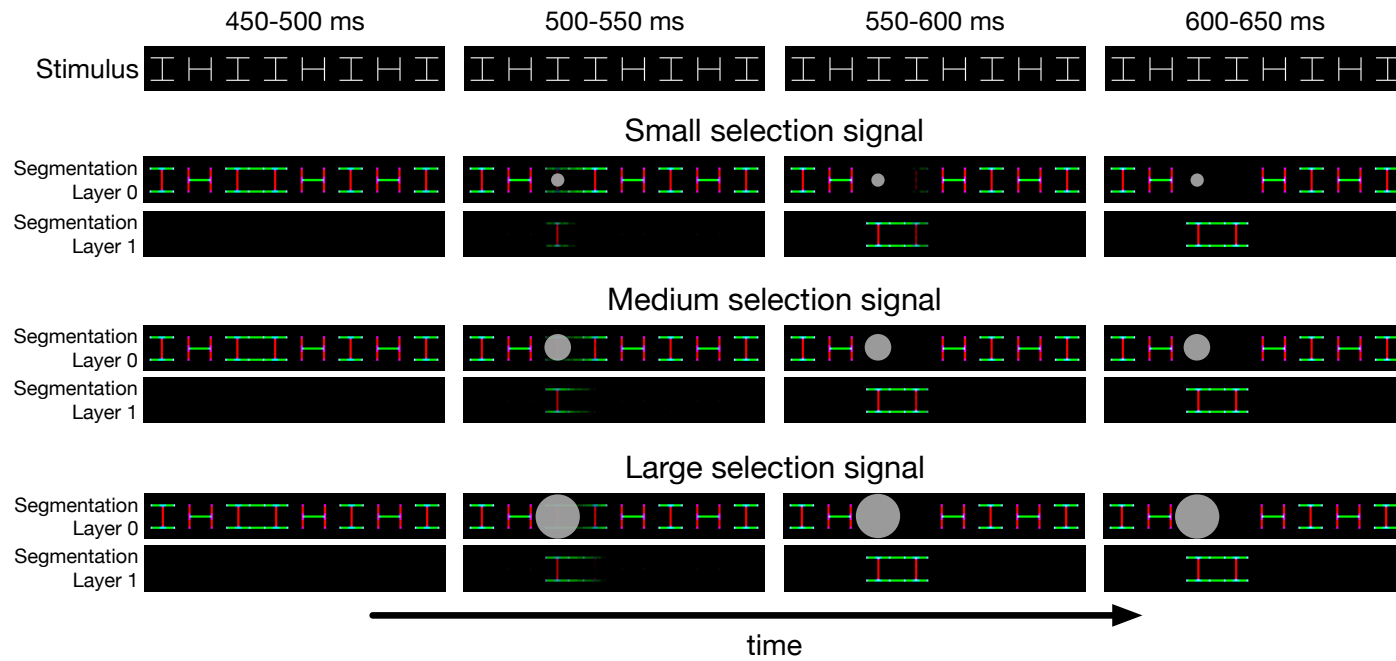 450-500 ms 500-550 ms 550-600 ms 600-650 ms
Stimulus
Small selection signal
Segmentation
Layer 0
Segmentation
Layer 1
Medium selection signal
Segmentation
Layer 0
Segmentation
Layer 1
Large selection signal
Segmentation
Layer 0
Segmentation
Layer 1
time